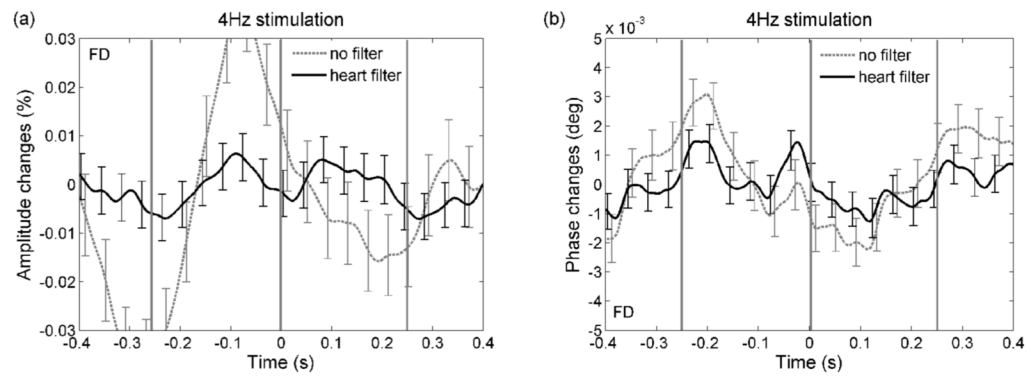 (a)
4Hz stimulation
FD
no filter
heart filter
Amplitude changes (%)
0.03
0.02
0.01
0
-0.01
-0.02
-0.03
-0.4 -0.3 -0.2 -0.1 0 0.1 0.2 0.3 0.4
Time (s)
(b)
4Hz stimulation
x 10-3
no filter
heart filter
Phase changes (deg)
5
4
3
2
1
0
-1
-2
-3
-4
-5
FD
-0.4 -0.3 -0.2 -0.1 0 0.1 0.2 0.3 0.4
Time (s)